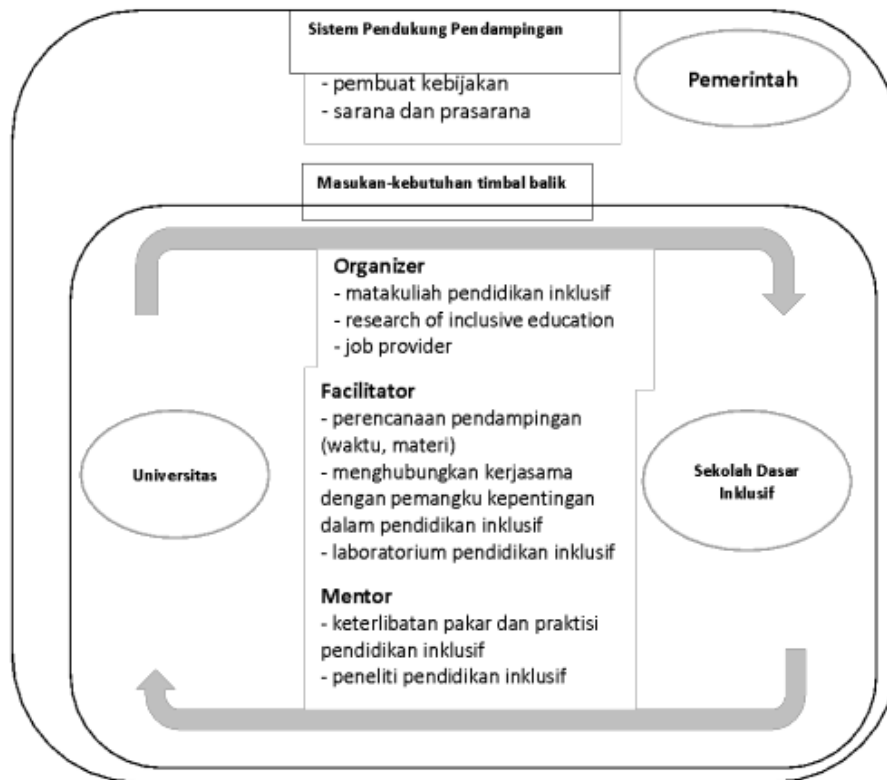 Sistem Pendukung Pendampingan
- pembuat kebijakan
- sarana dan prasarana
Pemerintah
Masukan-kebutuhan timbal balik
Organizer
- matakuliah pendidikan inklusif
- research of inclusive education
- job provider
Facilitator
- perencanaan pendampingan
(waktu, materi)
- menghubungkan kerjasama
dengan pemangku kepentingan
dalam pendidikan inklusif
- laboratorium pendidikan inklusif
Mentor
- keterlibatan pakar dan praktisi
pendidikan inklusif
- peneliti pendidikan inklusif
Universitas
Sekolah Dasar
Inklusif